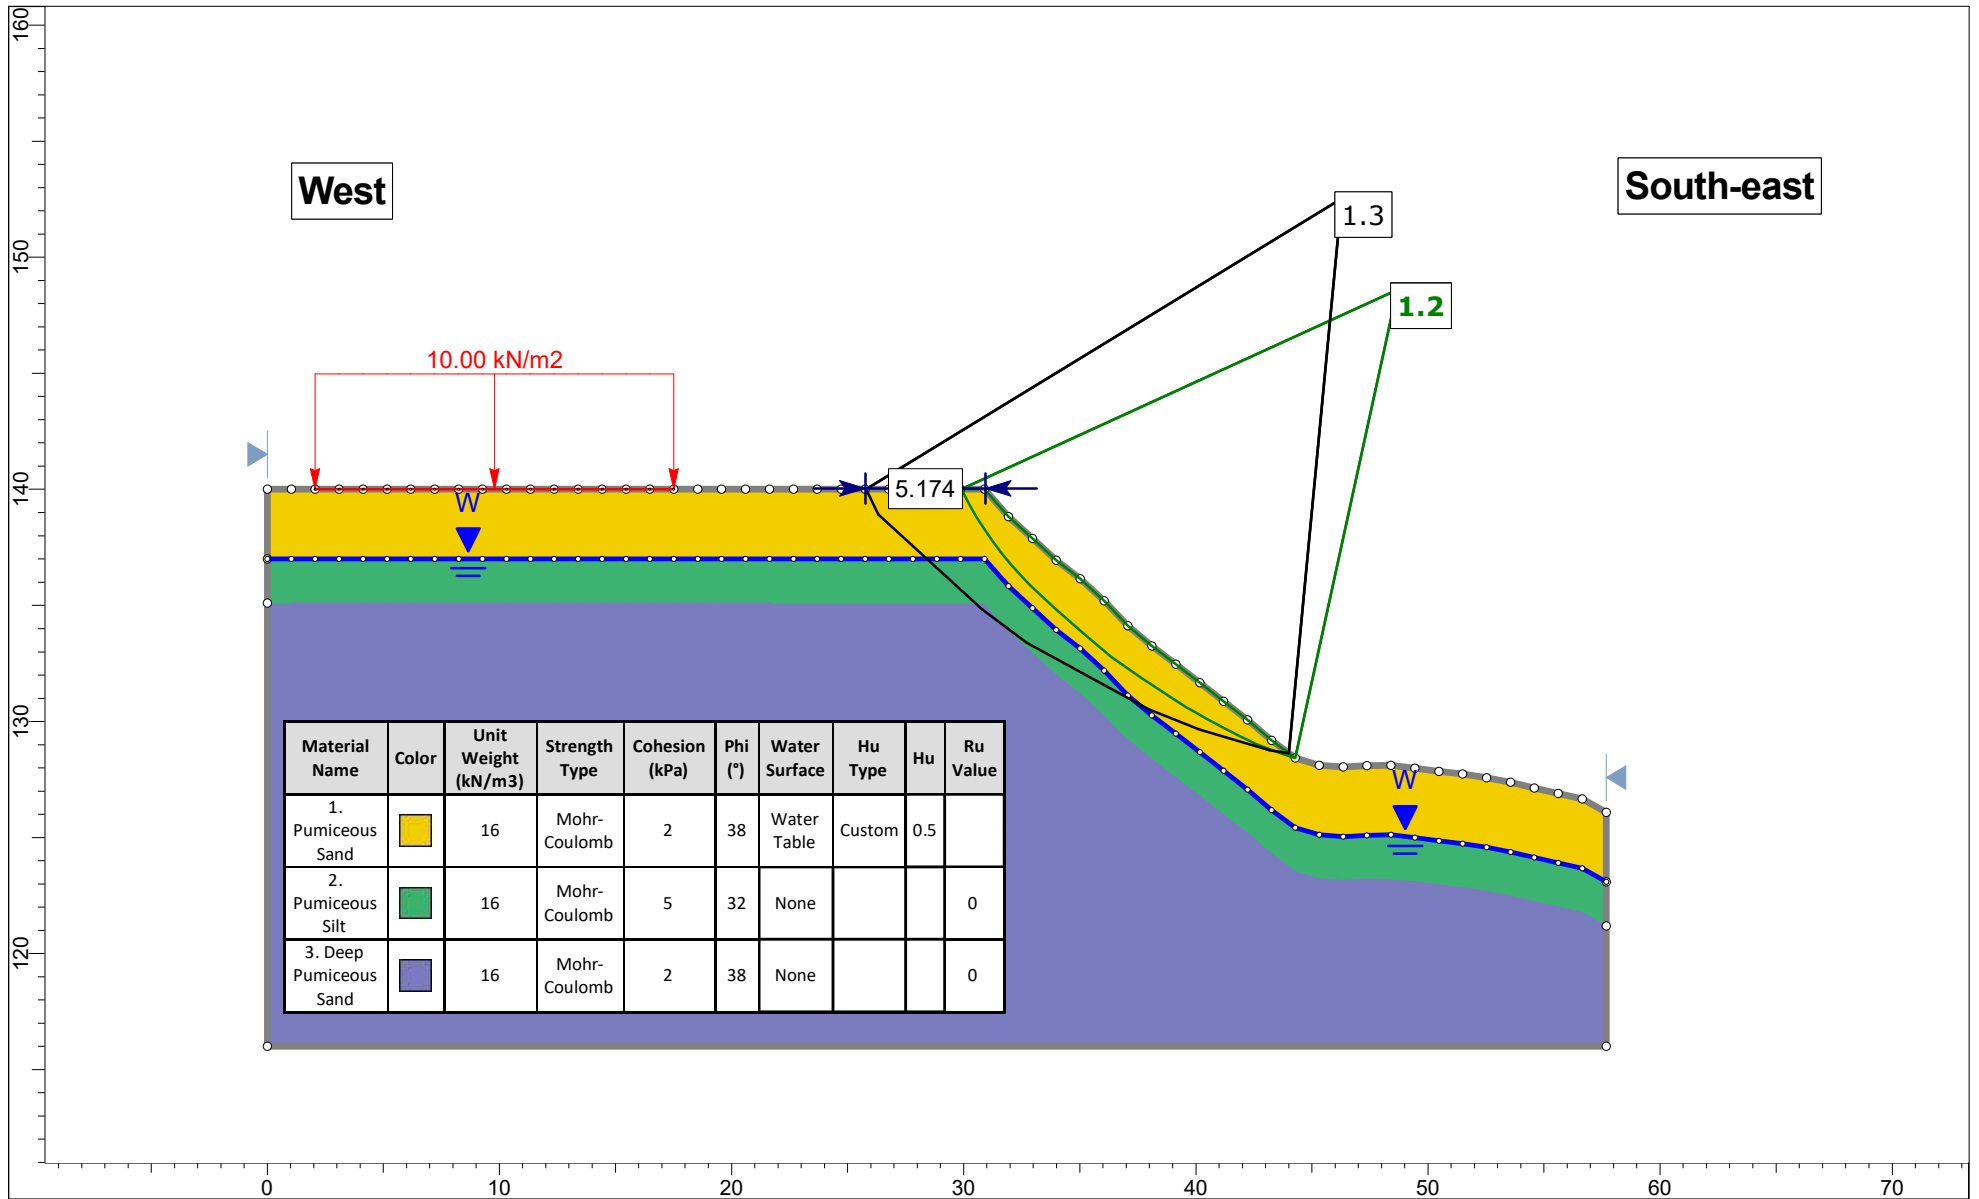 160
150
140
130
120
West
South-east
1.3
1.2
10.00 kN/m2
5.174
W
W
Material Name Color Unit Weight (kN/m3) Strength Type Cohesion (kPa) Phi (°) Water Surface Hu Type Hu Ru Value
1. Pumiceous Sand 16 Mohr-Coulomb 2 38 Water Table Custom 0.5
2. Pumiceous Silt 16 Mohr-Coulomb 5 32 None 0
3. Deep Pumiceous Sand 16 Mohr-Coulomb 2 38 None 0
0 10 20 30 40 50 60 70